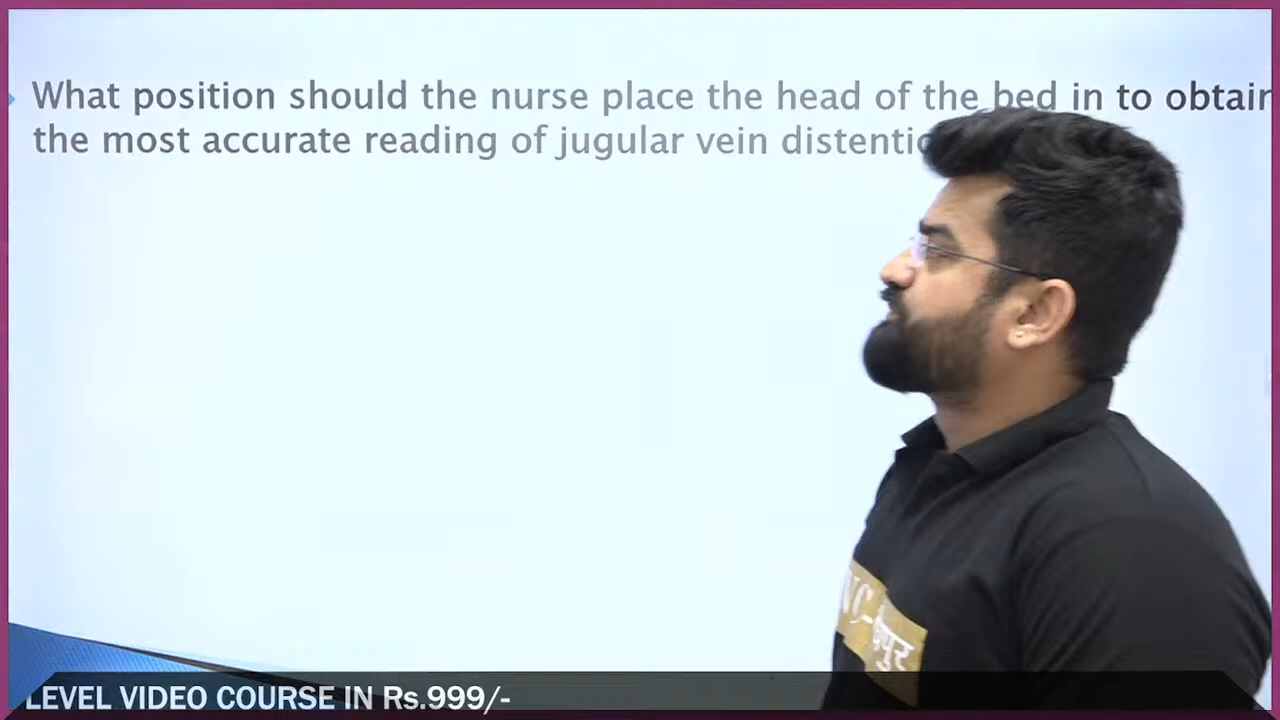 What position should the nurse place the head of the bed in to obtain
the most accurate reading of jugular vein
LEVEL VIDEO COURSE IN Rs.999/-